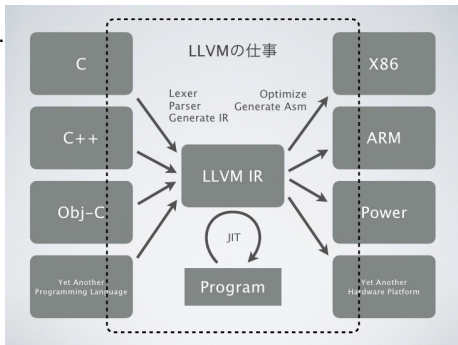 LLVMの仕事
C
C++
Obj-C
Yet Another
Programming Language
Lexer
Parser
Generate IR
Optimize
Generate Asm
LLVM IR
JIT
Program
X86
ARM
Power
Yet Another
Hardware Platform